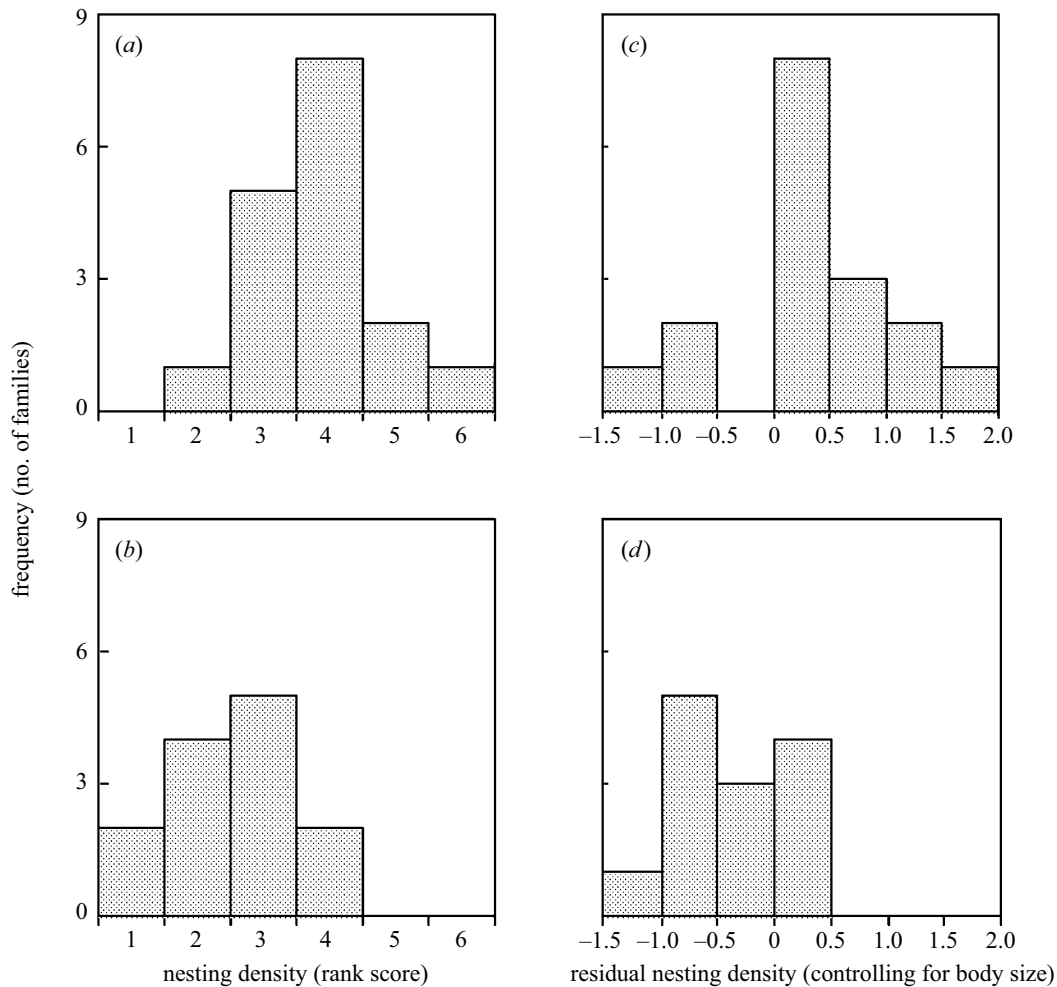 frequency (no. of families)
(a)
9
6
3
0
1 2 3 4 5 6
(c)
–1.5 –1.0 –0.5 0 0.5 1.0 1.5 2.0
(b)
9
6
3
0
1 2 3 4 5 6
nesting density (rank score)
(d)
–1.5 –1.0 –0.5 0 0.5 1.0 1.5 2.0
residual nesting density (controlling for body size)